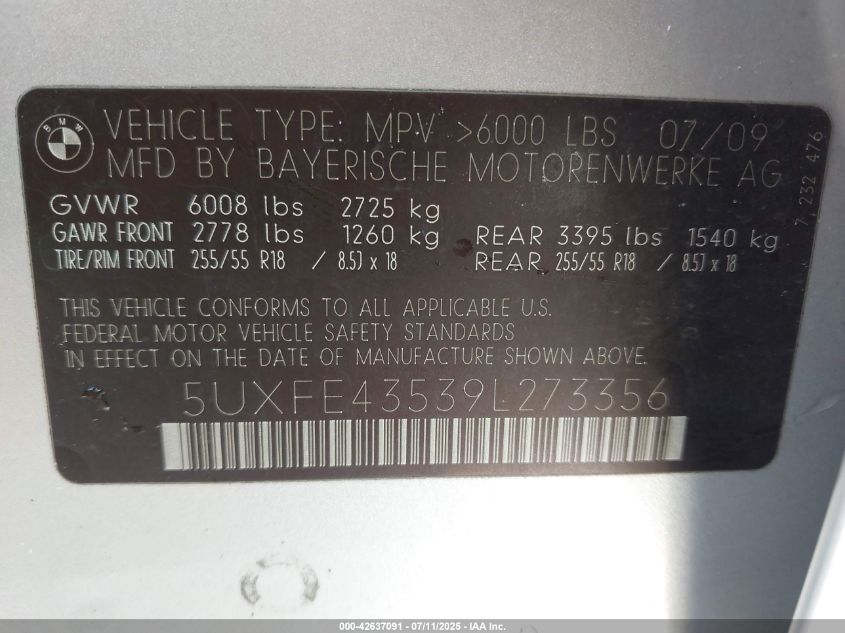 BMW
VEHICLE TYPE: MPV >6000 LBS 07/09
MFD BY BAYERISCHE MOTORENWERKE AG
GVWR 6008 lbs 2725 kg
GAWR FRONT 2778 lbs 1260 kg REAR 3395 lbs 1540 kg
TIRE/RIM FRONT 255/55 R18 / 8.5J x 18 REAR 255/55 R18 / 8.5J x 18
7,232 476
THIS VEHICLE CONFORMS TO ALL APPLICABLE U.S.
FEDERAL MOTOR VEHICLE SAFETY STANDARDS
IN EFFECT ON THE DATE OF MANUFACTURE SHOWN ABOVE.
5UXFE43539L273356
000-42637091 - 07/11/2025 - IAA Inc.